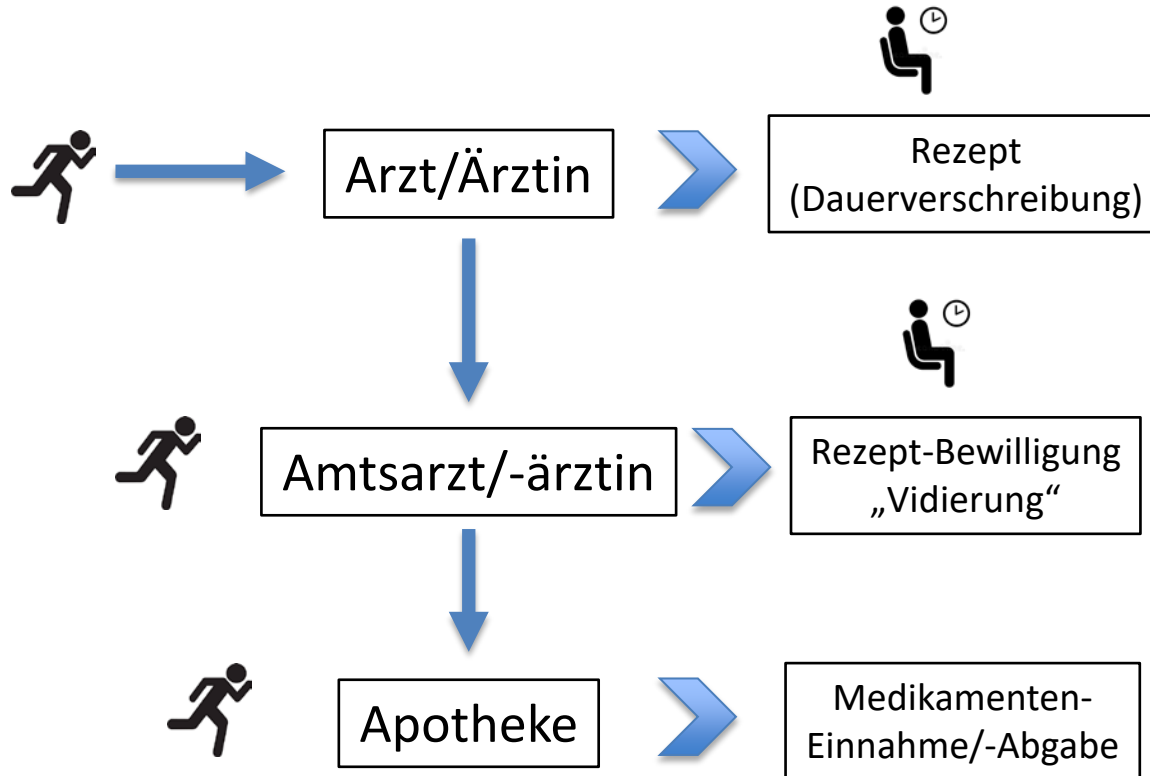 Arzt/Ärztin
Rezept
(Dauerverschreibung)
Amtsarzt/-ärztin
Rezept-Bewilligung
„Vidierung“
Apotheke
Medikamenten-
Einnahme/-Abgabe